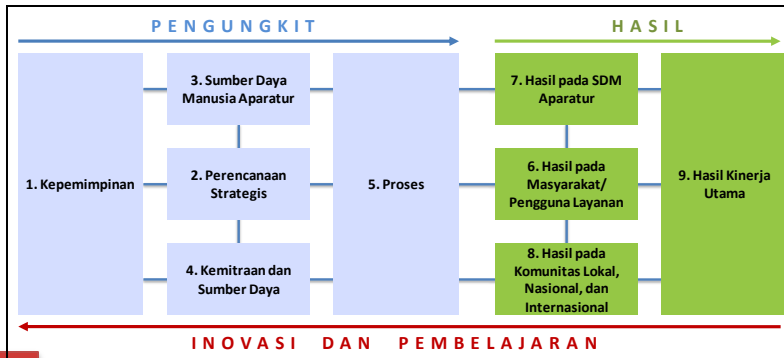 PENGUNGKIT
HASIL
1. Kepemimpinan
3. Sumber Daya
Manusia Aparatur
2. Perencanaan
Strategis
4. Kemitraan dan
Sumber Daya
5. Proses
7. Hasil pada SDM
Aparatur
6. Hasil pada
Masyarakat/
Pengguna Layanan
8. Hasil pada
Komunitas Lokal,
Nasional, dan
Internasional
9. Hasil Kinerja
Utama
INOVASI DAN PEMBELAJARAN